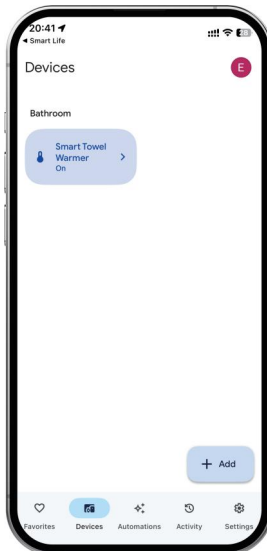 20:41
◀ Smart Life
Devices
E
Bathroom
Smart Towel
Warmer
On
+ Add
Favorites Devices Automations Activity Settings